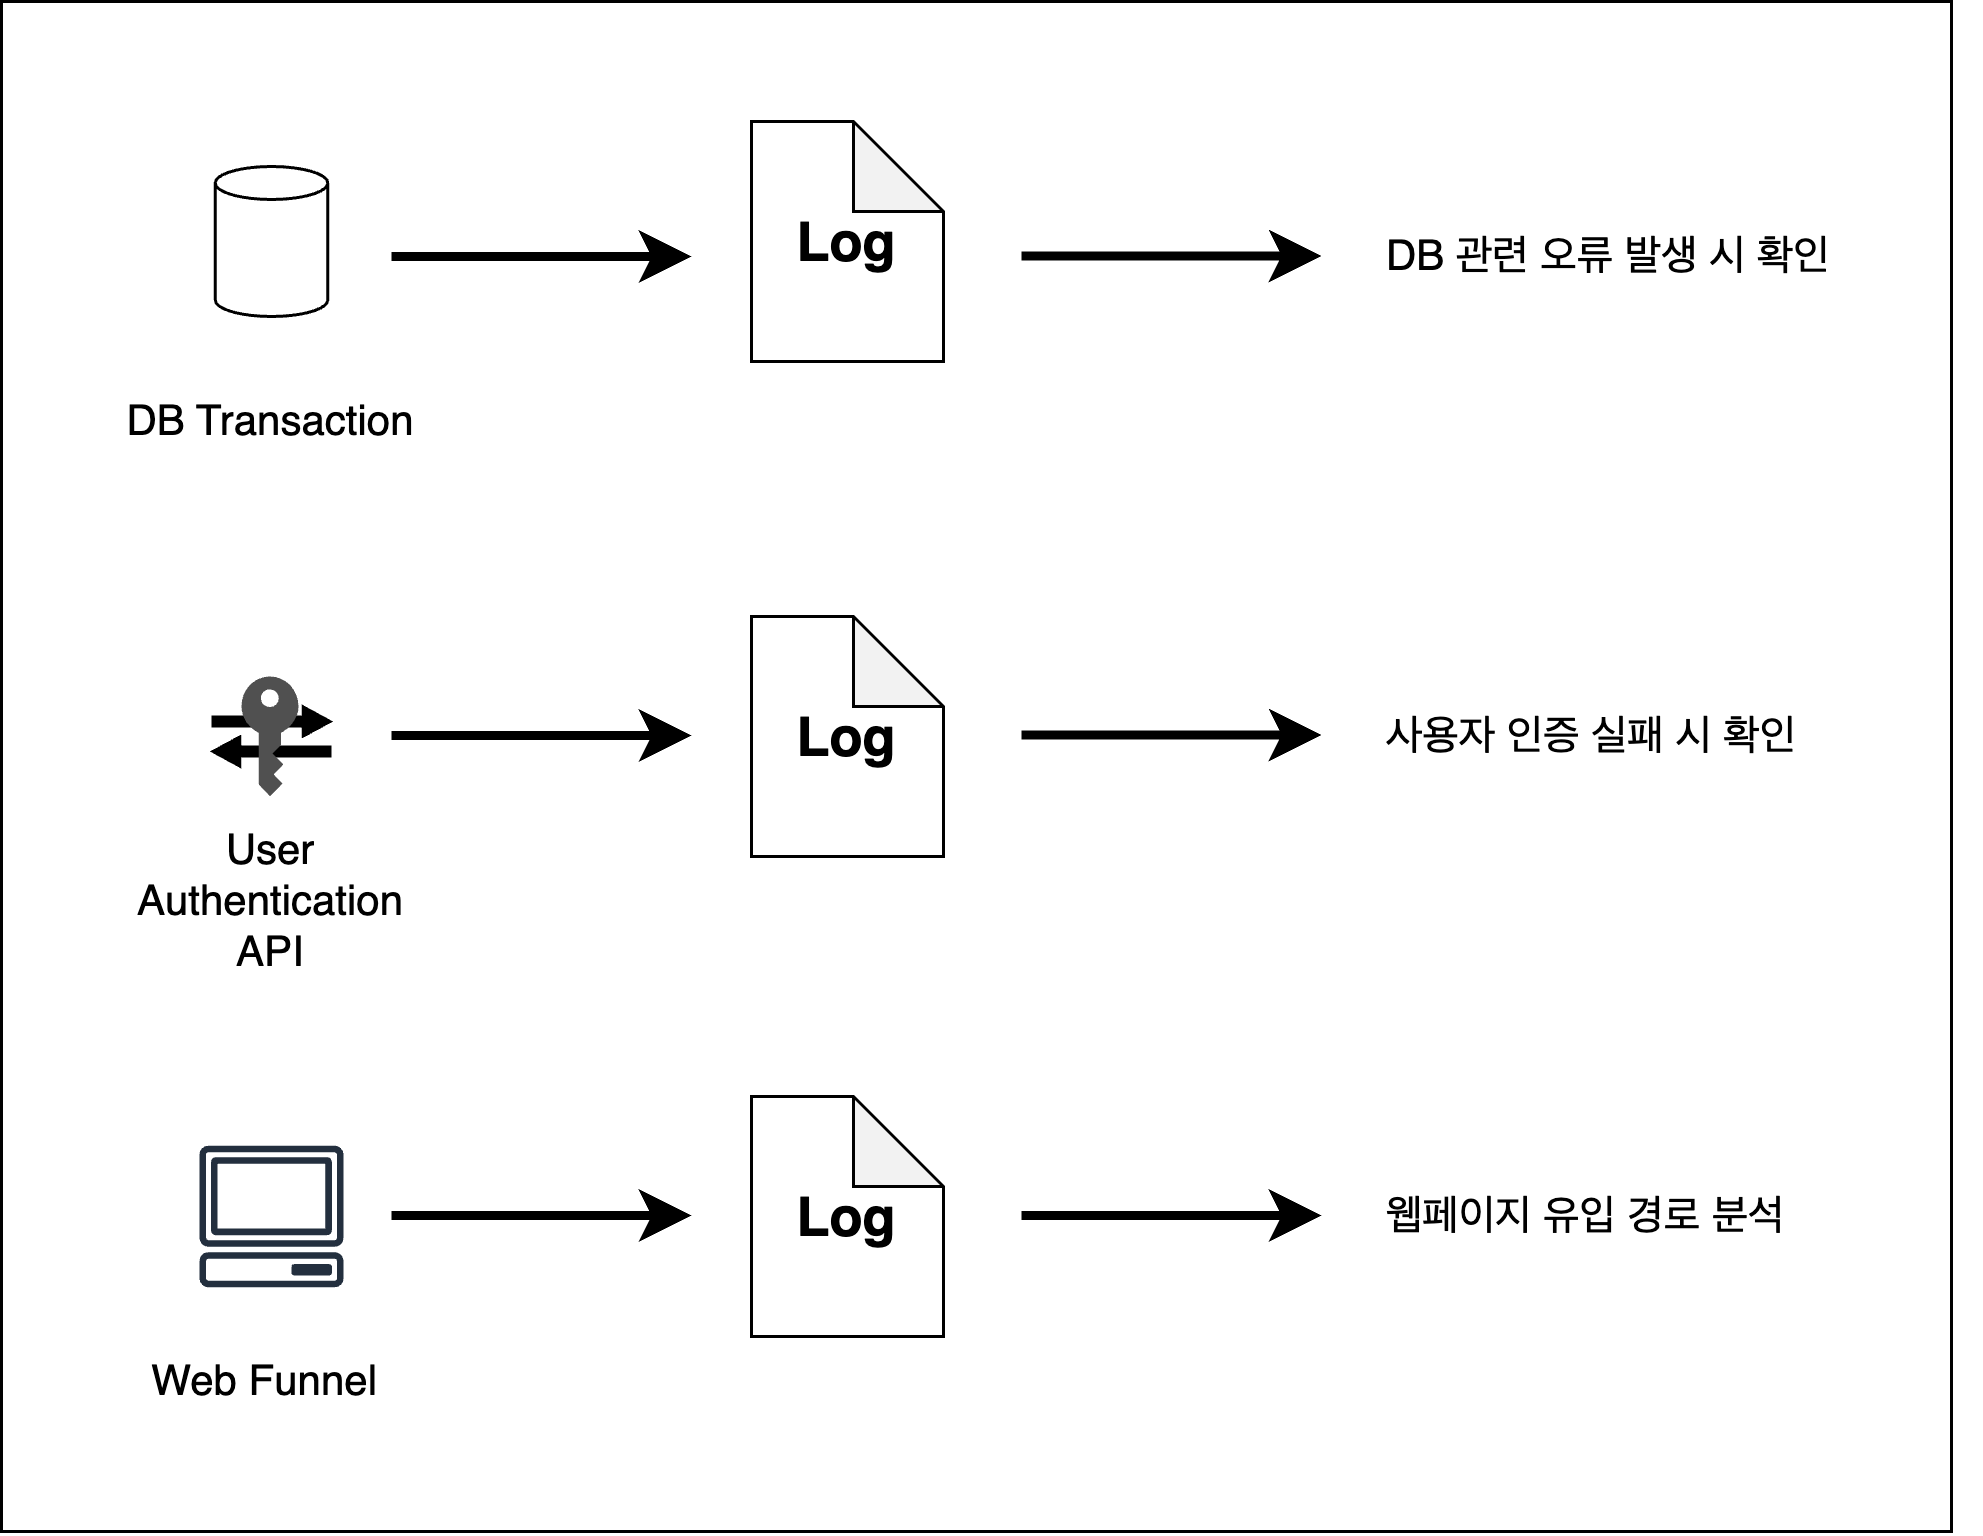 Log
DB 관련 오류 발생 시 확인
DB Transaction
Log
사용자 인증 실패 시 확인
User
Authentication
API
Log
웹페이지 유입 경로 분석
Web Funnel